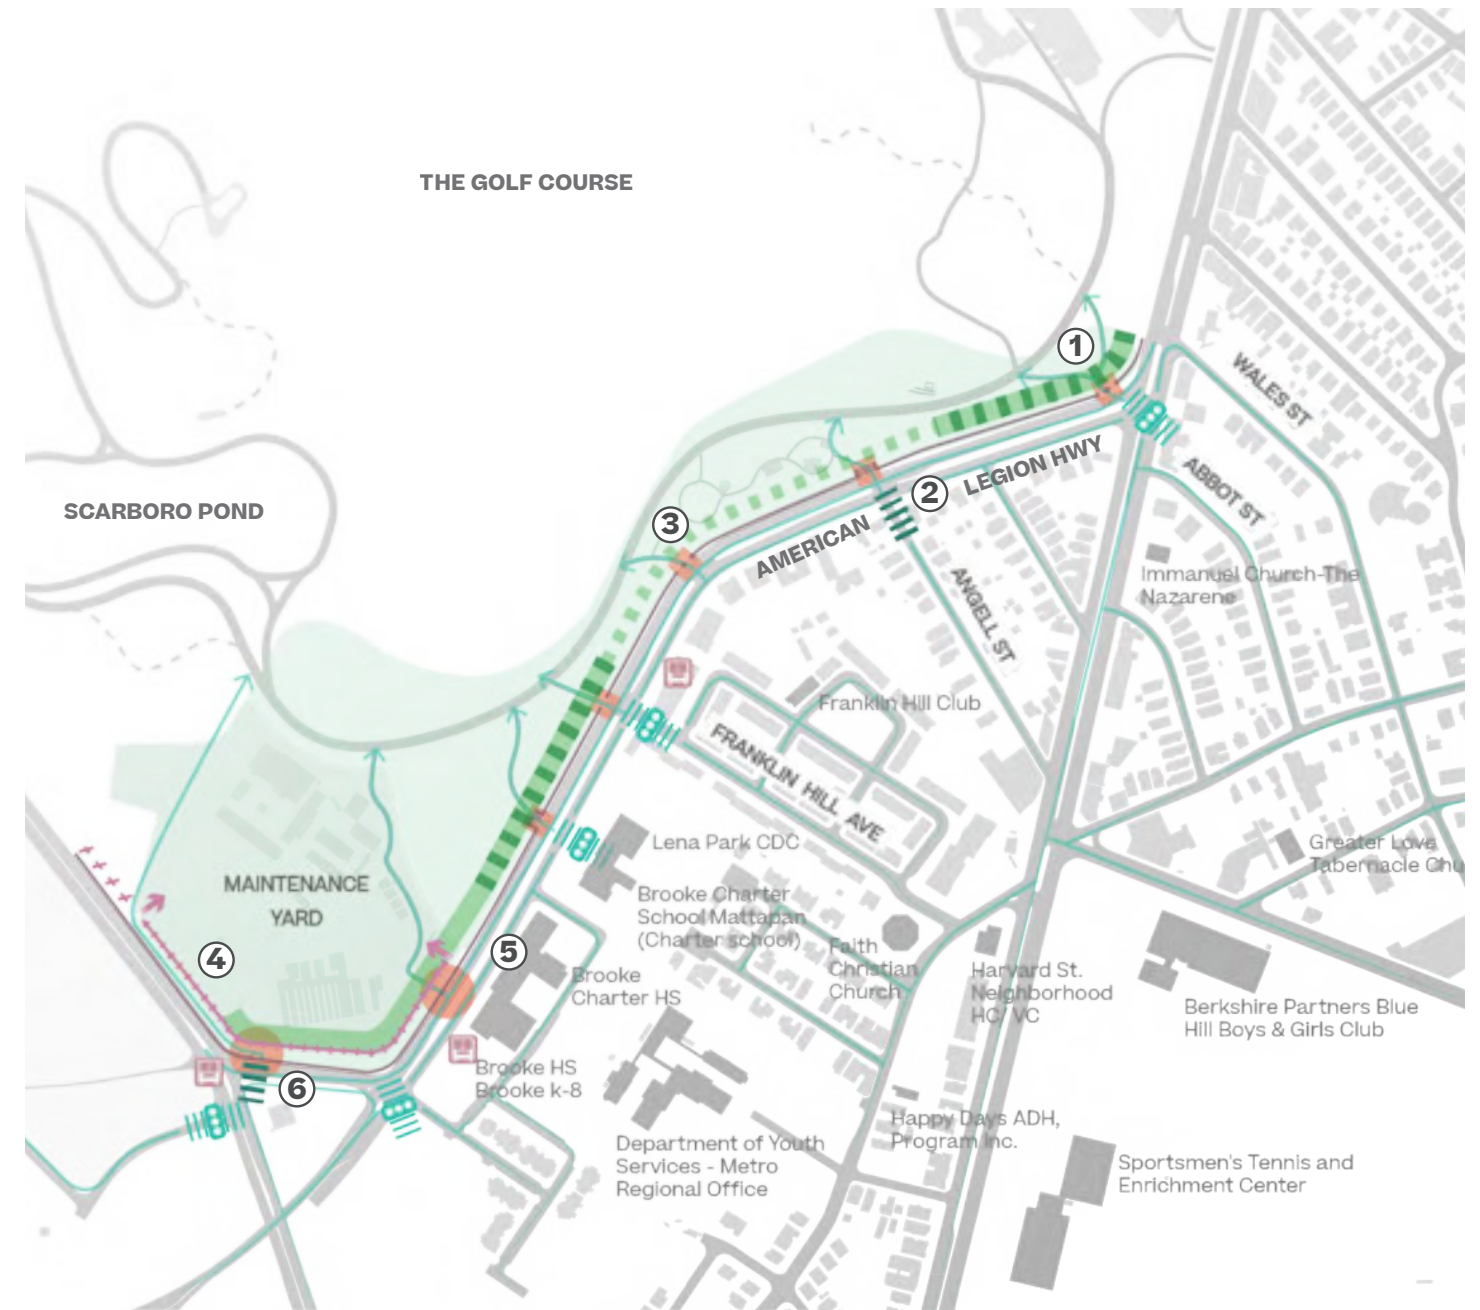 THE GOLF COURSE
1
WALES ST
ABBOT ST
SCARBORO POND
2
LEGION HWY
3
AMERICAN
ANGELL ST
Immanuel Church-The
Nazarene
Franklin Hill Club
FRANKLIN HILL AVE
Lena Park CDC
Greater Love
Tabernacle Chu
MAINTENANCE
YARD
Brooke Charter
School Mattapan
(Charter school)
Faith
Christian
Church
4
5
Brooke
Charter HS
Harvard St.
Neighborhood
HC/ VC
Berkshire Partners Blue
Hill Boys & Girls Club
6
Brooke HS
Brooke k-8
Happy Days ADH,
Program Inc.
Department of Youth
Services - Metro
Regional Office
Sportsmen's Tennis and
Enrichment Center